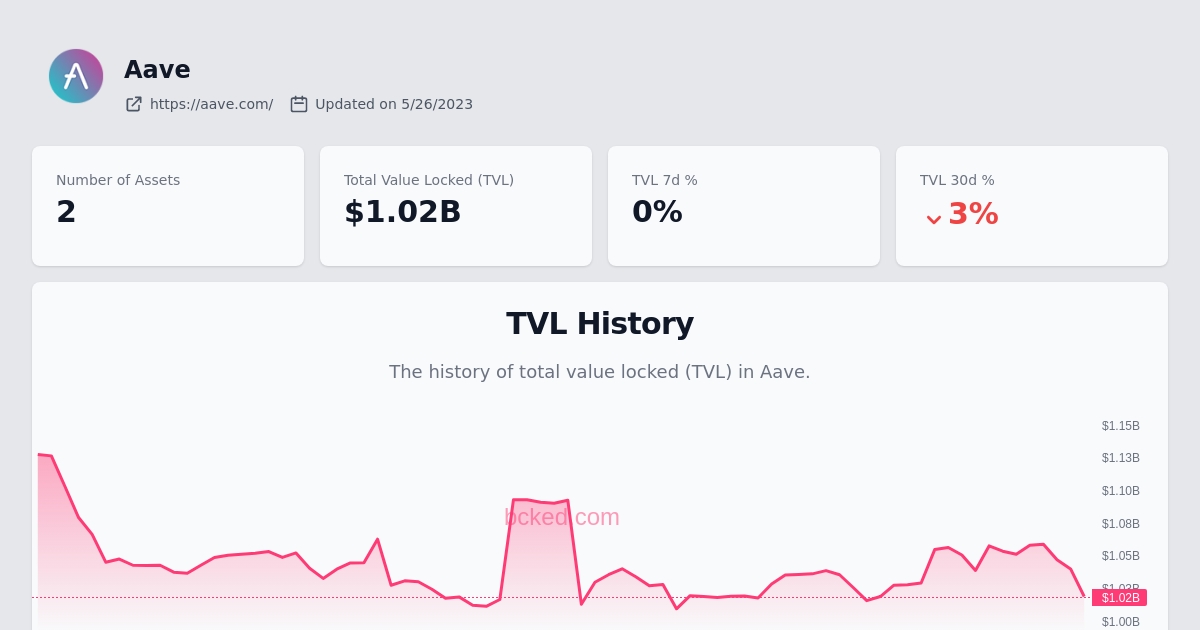 Aave
https://aave.com/ Updated on 5/26/2023
Number of Assets
2
Total Value Locked (TVL)
$1.02B
TVL 7d %
0%
TVL 30d %
3%
TVL History
The history of total value locked (TVL) in Aave.
$1.15B
$1.13B
$1.10B
bcked.com
$1.08B
$1.05B
$1.03B
$1.02B
$1.00B